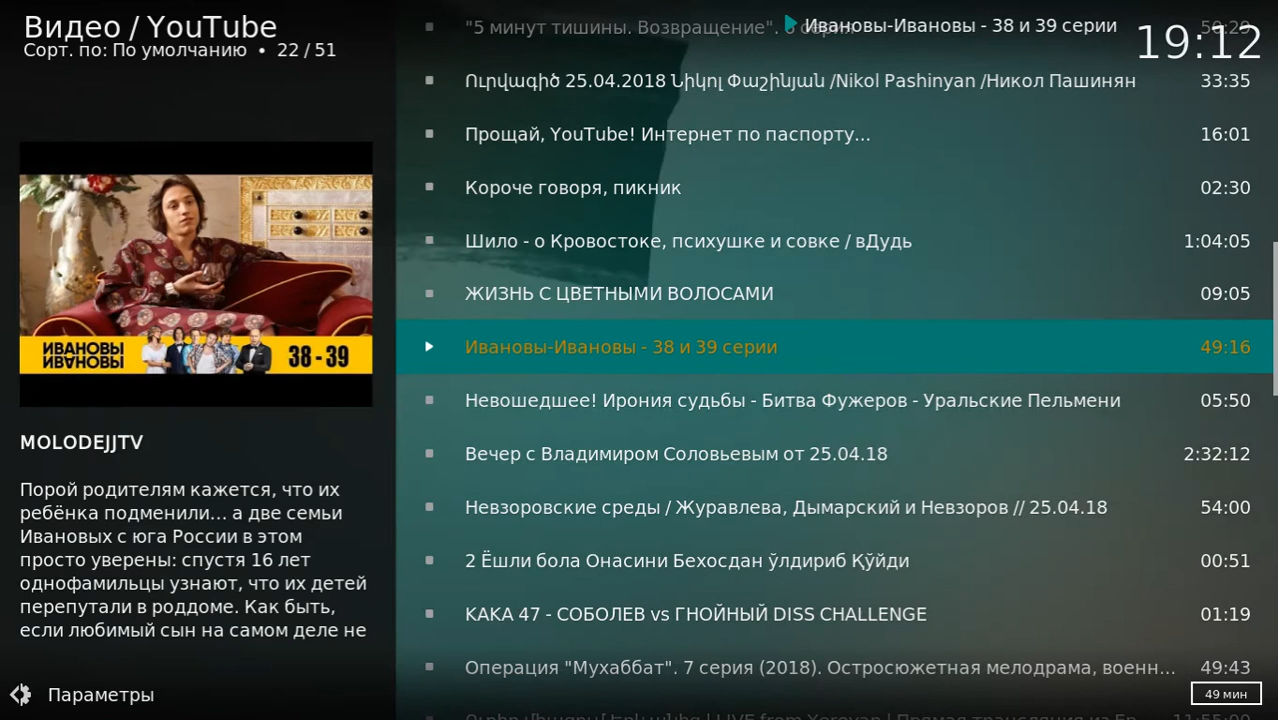 Видео / YouTube
Сорт. по: По умолчанию • 22 / 51
Ивановы-Ивановы - 38 и 39 серии
19:12
"5 минут тишины. Возвращение". 8 серия 50:29
Ուղվագիծ 25.04.2018 Նիկոլ Փաշինյան /Nikol Pashinyan /Никол Пашинян 33:35
Прощай, YouTube! Интернет по паспорту... 16:01
Короче говоря, пикник 02:30
Шило - о Кровостоке, психушке и совке / вДудь 1:04:05
ЖИЗНЬ С ЦВЕТНЫМИ ВОЛОСАМИ 09:05
Ивановы-Ивановы - 38 и 39 серии 49:16
Невошедшее! Ирония судьбы - Битва Фужеров - Уральские Пельмени 05:50
Вечер с Владимиром Соловьевым от 25.04.18 2:32:12
Невзоровские среды / Журавлева, Дымарский и Невзоров // 25.04.18 54:00
2 Ёшли бола Онасини Бехосдан ўлдириб Қўйди 00:51
КАКА 47 - СОБОЛЕВ vs ГНОЙНЫЙ DISS CHALLENGE 01:19
Операция "Мухаббат". 7 серия (2018). Остросюжетная мелодрама, военн... 49:43
ИВАНОВЫ
ИВАНОВЫ
38 - 39
MOLODEJJTV
Порой родителям кажется, что их
ребёнка подменили... а две семьи
Ивановых с юга России в этом
просто уверены: спустя 16 лет
однофамильцы узнают, что их детей
перепутали в роддоме. Как быть,
если любимый сын на самом деле не
Параметры
49 мин